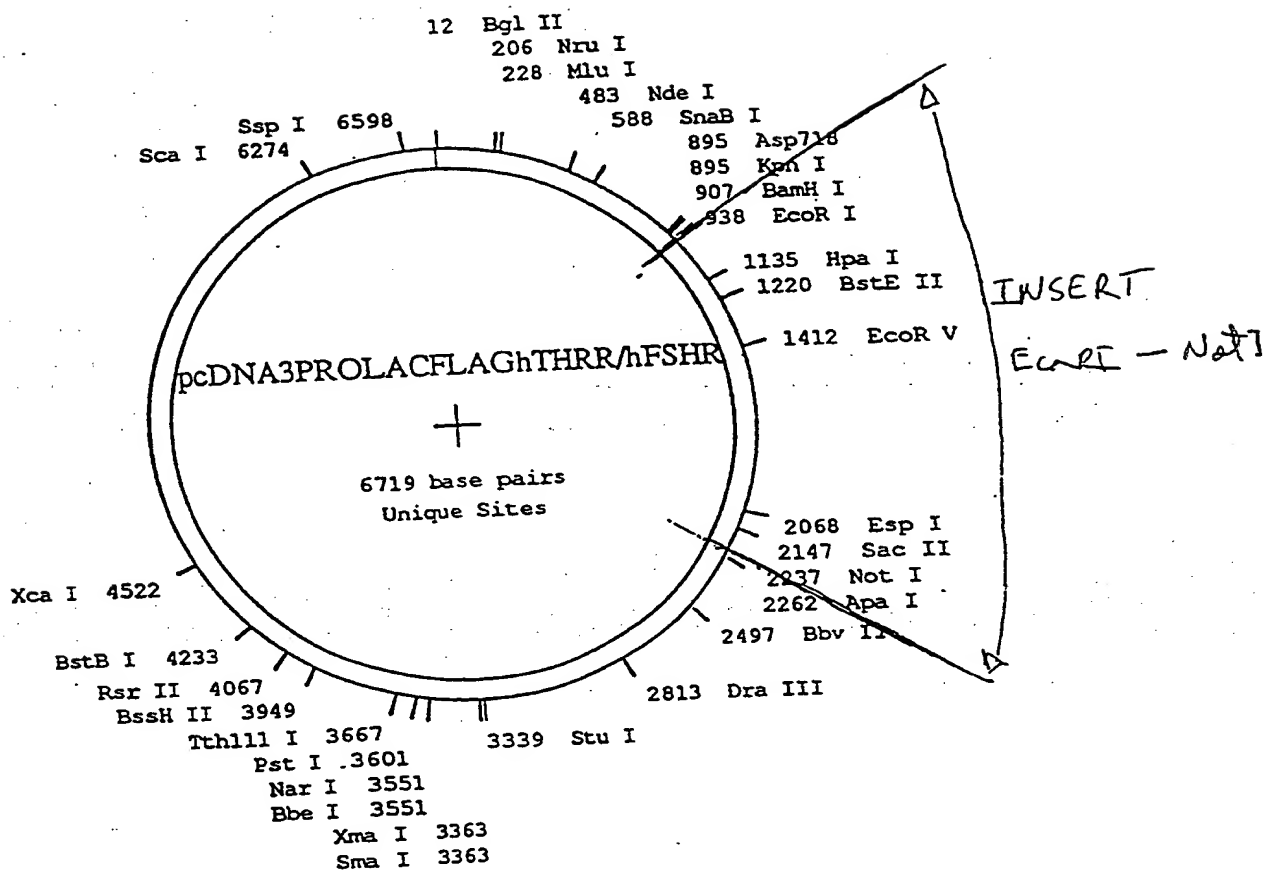 12 Bgl II
206 Nru I
228 Mlu I
483 Nde I
588 SnaB I
895 Asp718
895 Kpn I
907 BamH I
938 EcoR I
1135 Hpa I
1220 BstE II
1412 EcoR V
2068 Esp I
2147 Sac II
2237 Not I
2262 Apa I
2497 Bbv II
2813 Dra III
3339 Stu I
Ssp I 6598
Sca I 6274
pcDNA3PROLACFLAGhTHRR/hFSHR
6719 base pairs
Unique Sites
Xca I 4522
BstB I 4233
Rsr II 4067
BssH II 3949
Tth111 I 3667
Pst I 3601
Nar I 3551
Bbe I 3551
Xma I 3363
Sma I 3363
INSERT
EcoRI — NotI